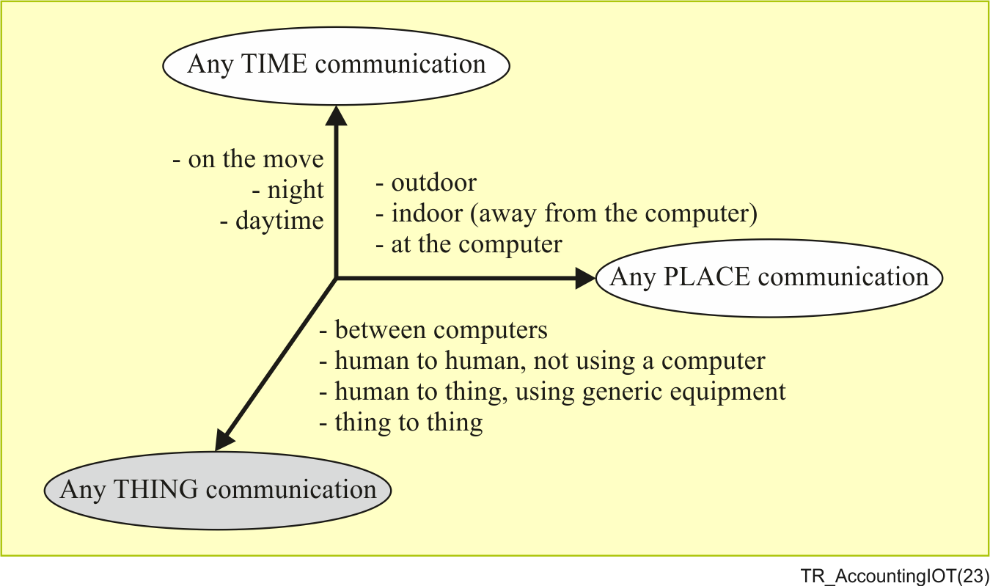 Any TIME communication
- on the move
- night
- daytime
- outdoor
- indoor (away from the computer)
- at the computer
Any PLACE communication
- between computers
- human to human, not using a computer
- human to thing, using generic equipment
- thing to thing
Any THING communication
TR_AccountingIOT(23)